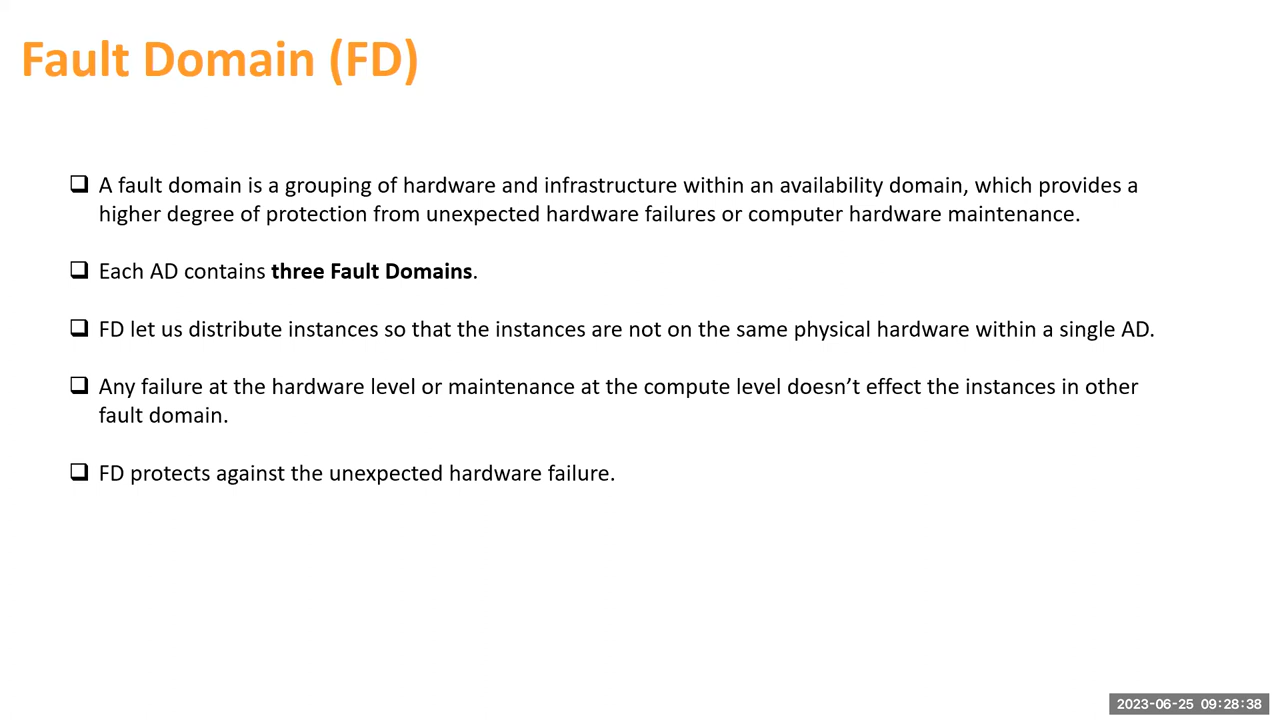 Fault Domain (FD)
A fault domain is a grouping of hardware and infrastructure within an availability domain, which provides a
higher degree of protection from unexpected hardware failures or computer hardware maintenance.
Each AD contains three Fault Domains.
FD let us distribute instances so that the instances are not on the same physical hardware within a single AD.
Any failure at the hardware level or maintenance at the compute level doesn’t effect the instances in other
fault domain.
FD protects against the unexpected hardware failure.
2023-06-25 09:28:38